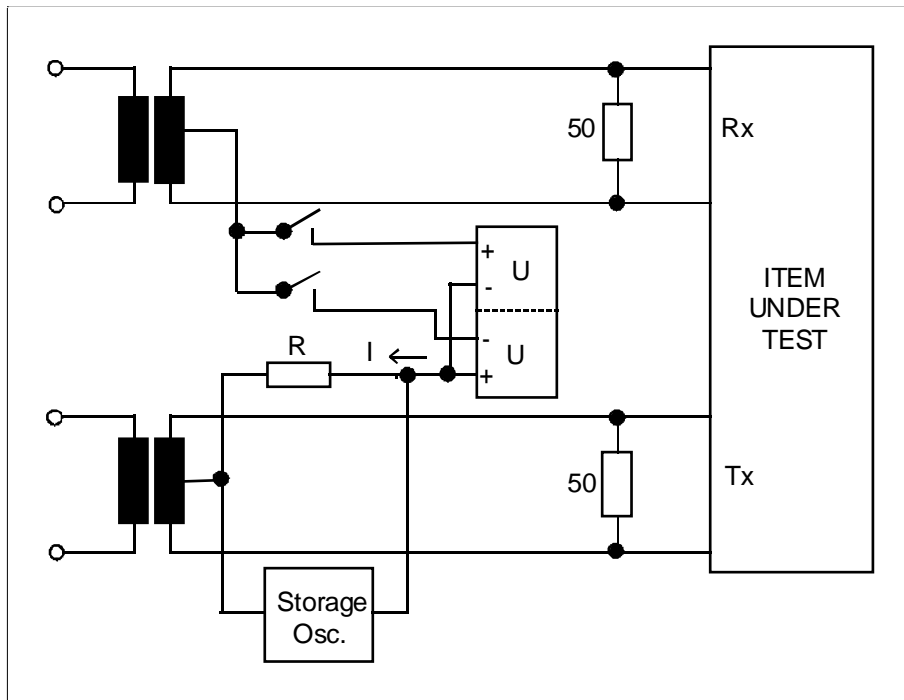 50
Rx
+
U
-
ITEM
UNDER
TEST
-
R
I
U
+
50
Tx
Storage
Osc.